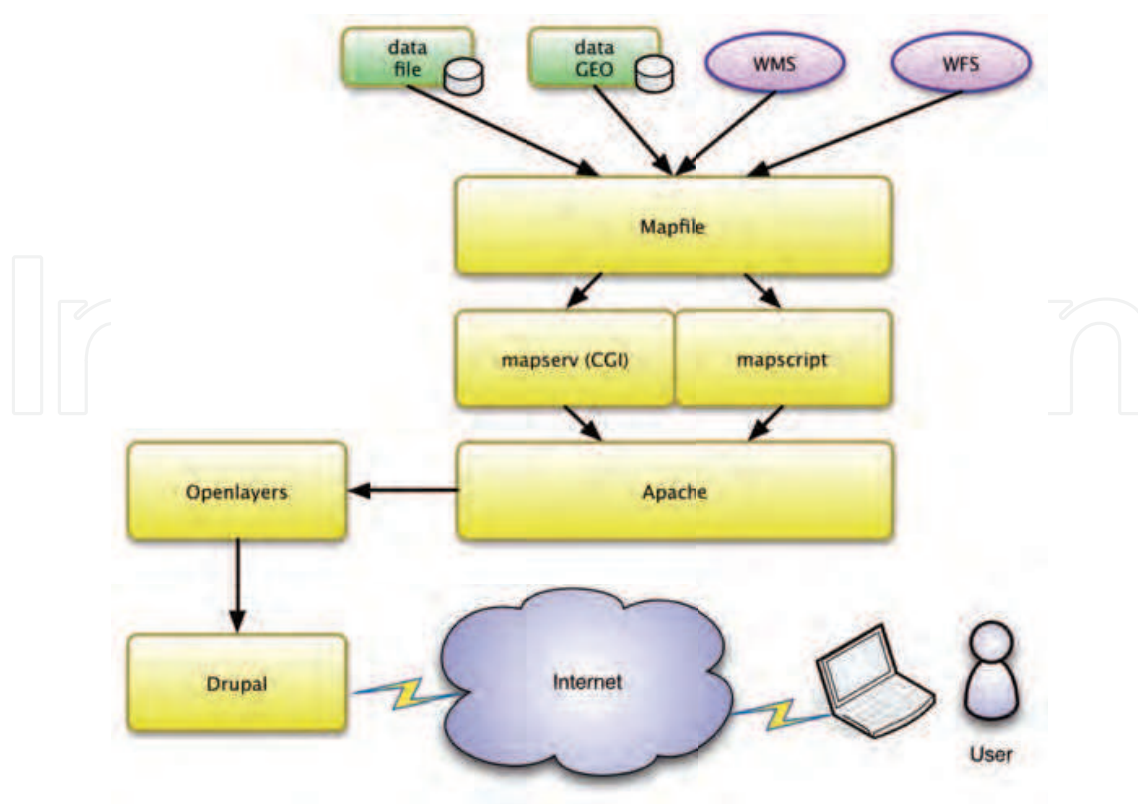 data
file
data
GEO
WMS
WFS
Mapfile
mapserv (CGI)
mapscript
Openlayers
Apache
Drupal
Internet
User